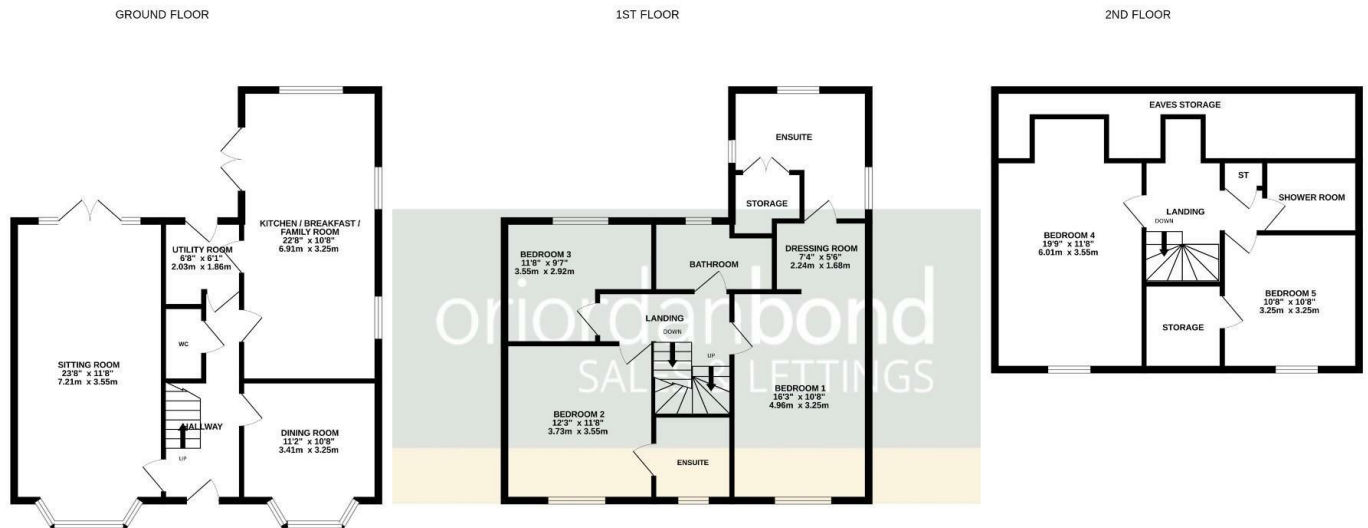 GROUND FLOOR
KITCHEN / BREAKFAST /
FAMILY ROOM
22'8" x 10'8"
6.91m x 3.25m
UTILITY ROOM
6'8" x 6'1"
2.03m x 1.86m
WC
SITTING ROOM
23'8" x 11'8"
7.21m x 3.55m
HALLWAY
UP
DINING ROOM
11'2" x 10'8"
3.41m x 3.25m
1ST FLOOR
ENSUITE
STORAGE
BEDROOM 3
11'8" x 9'7"
3.55m x 2.92m
BATHROOM
DRESSING ROOM
7'4" x 5'6"
2.24m x 1.68m
oriordanbond
SALES & LETTINGS
LANDING
DOWN
UP
BEDROOM 1
16'3" x 10'8"
4.96m x 3.25m
BEDROOM 2
12'3" x 11'8"
3.73m x 3.55m
ENSUITE
2ND FLOOR
EAVES STORAGE
ST
SHOWER ROOM
LANDING
DOWN
BEDROOM 4
19'9" x 11'8"
6.01m x 3.55m
BEDROOM 5
10'8" x 10'8"
3.25m x 3.25m
STORAGE